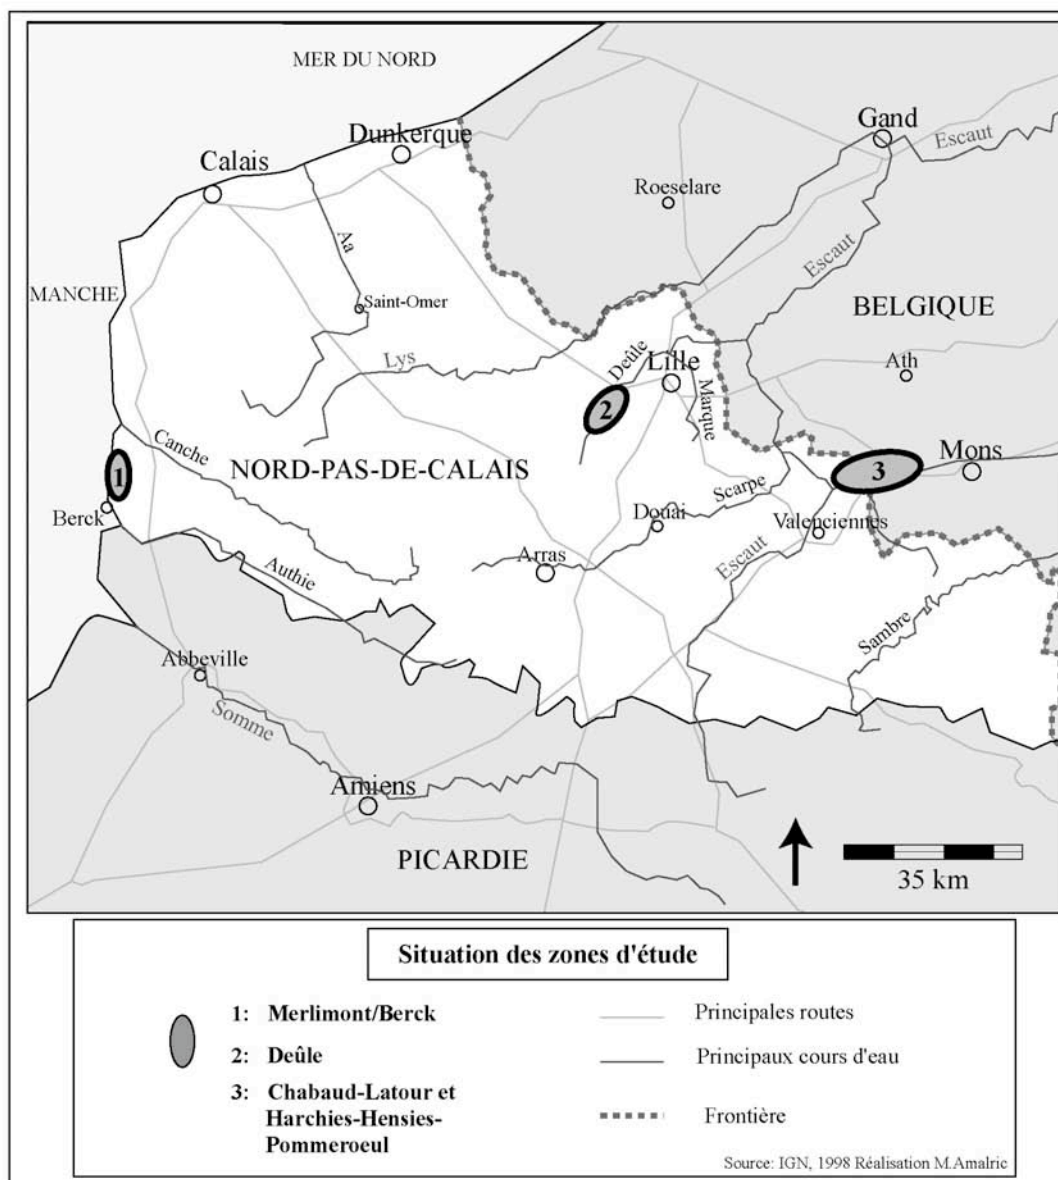 MER DU NORD
Gand
Escaut
Dunkerque
Calais
Roeselare
Aa
Escaut
MANCHE
Saint-Omer
BELGIQUE
Lys
Deûle
Lille
Ath
2
Marque
Canche
1
NORD-PAS-DE-CALAIS
3
Mons
Scarpe
Berck
Douai
Valenciennes
Arras
Escaut
Authie
Sambre
Abbeville
Somme
Amiens
PICARDIE
35 km
Situation des zones d'étude
1: Merlimont/Berck
2: Deûle
3: Chabaud-Latour et
Harchies-Hensies-
Pommeroeul
Principales routes
Principaux cours d'eau
Frontière
Source: IGN, 1998 Réalisation M.Amalric